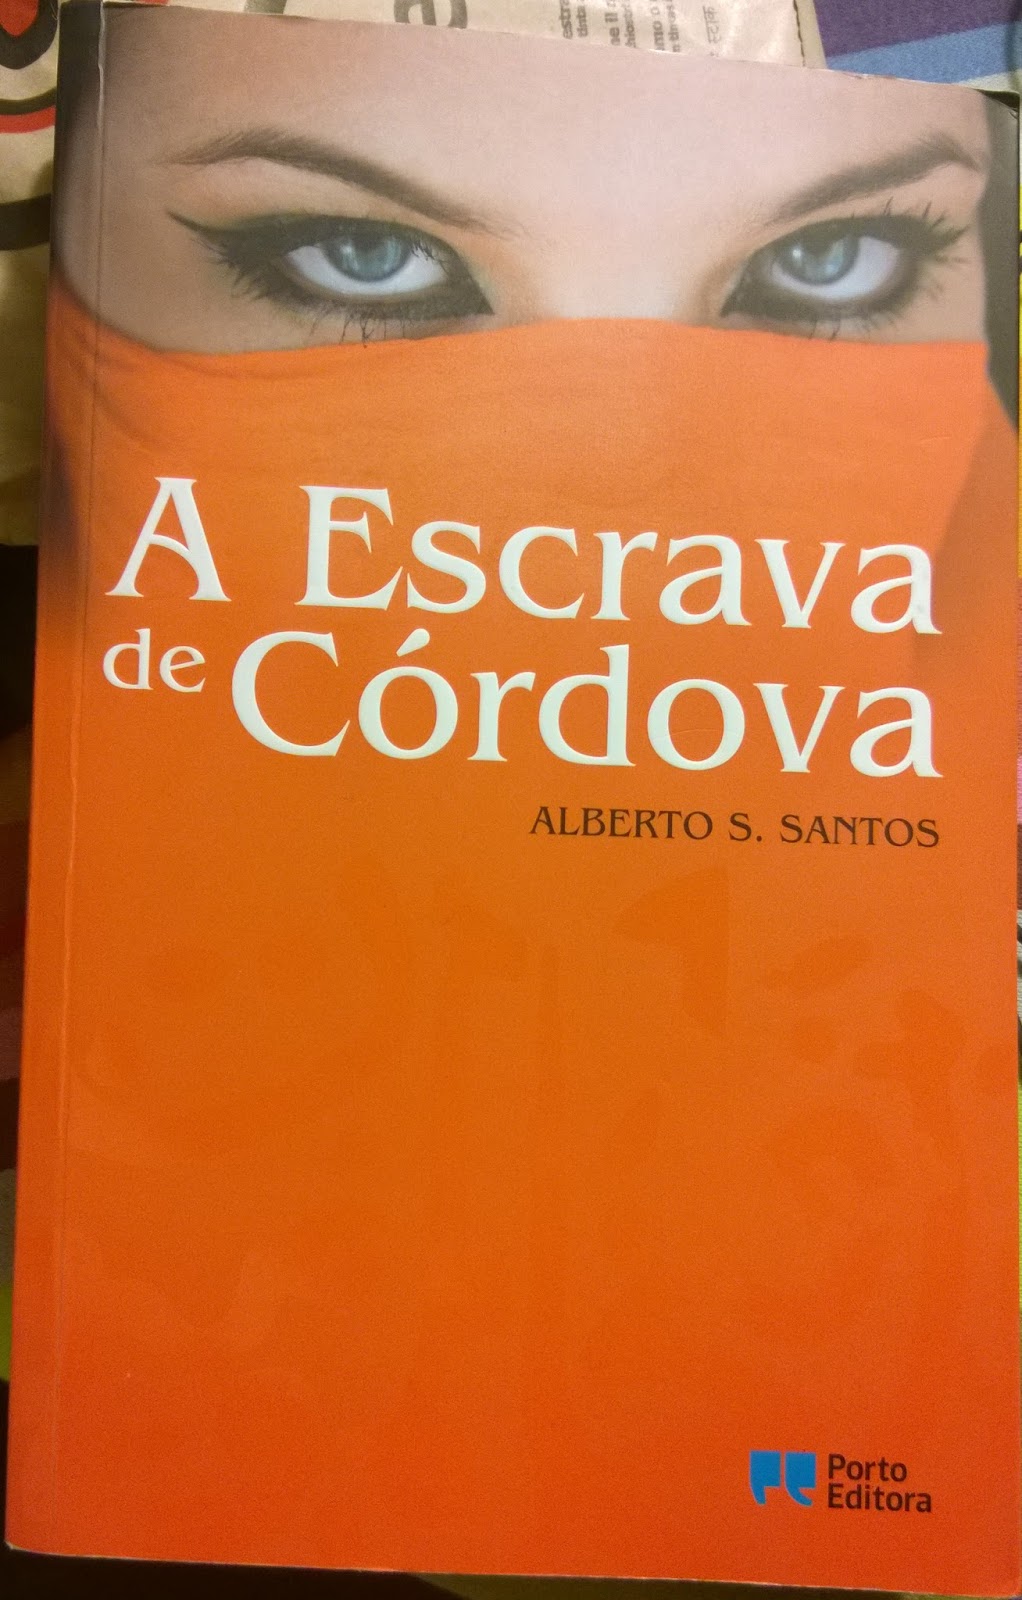 A ESCRAVA
de CÓRDOVA
ALBERTO S. SANTOS
Porto
Editora